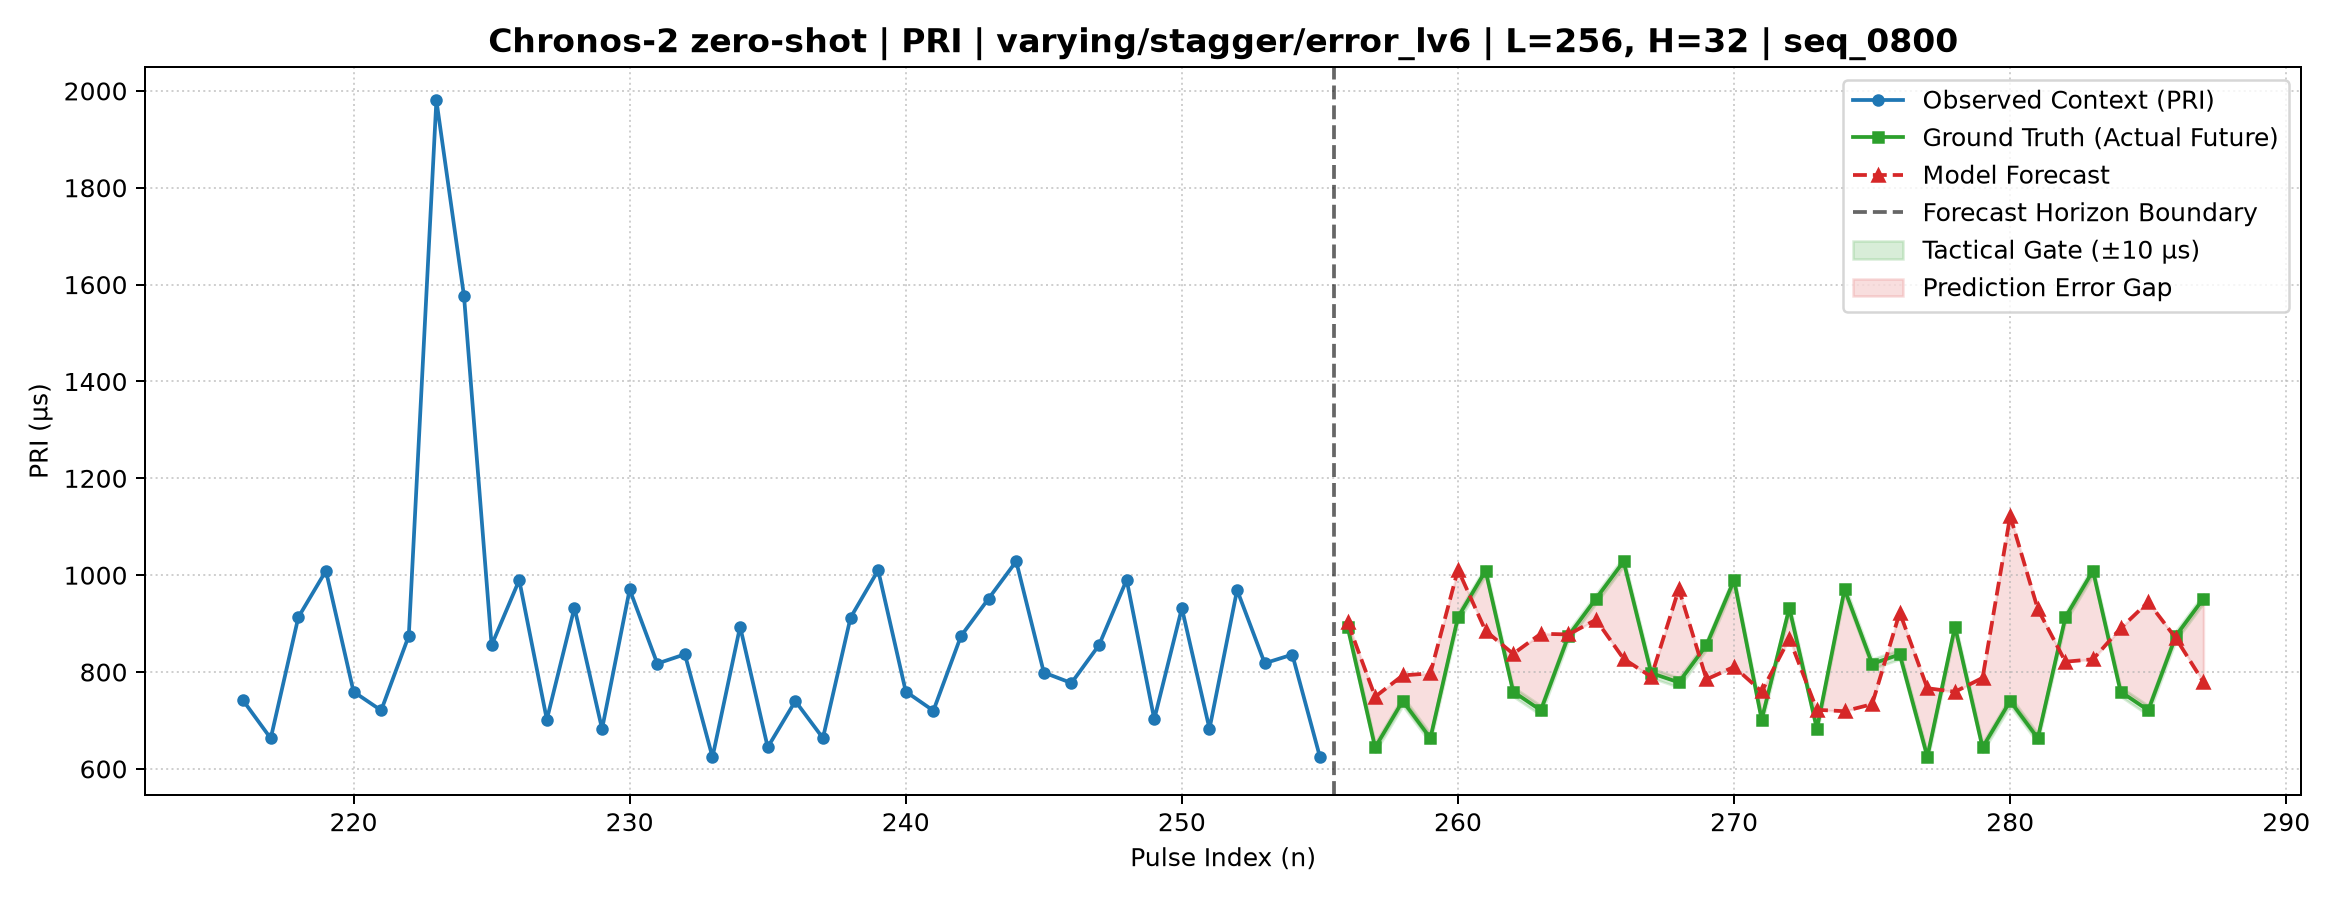 Chronos-2 zero-shot | PRI | varying/stagger/error_lv6 | L=256, H=32 | seq_0800
2000
1800
1600
1400
1200
1000
800
600
PRI (µs)
Observed Context (PRI)
Ground Truth (Actual Future)
Model Forecast
Forecast Horizon Boundary
Tactical Gate (±10 µs)
Prediction Error Gap
220
230
240
250
260
270
280
290
Pulse Index (n)